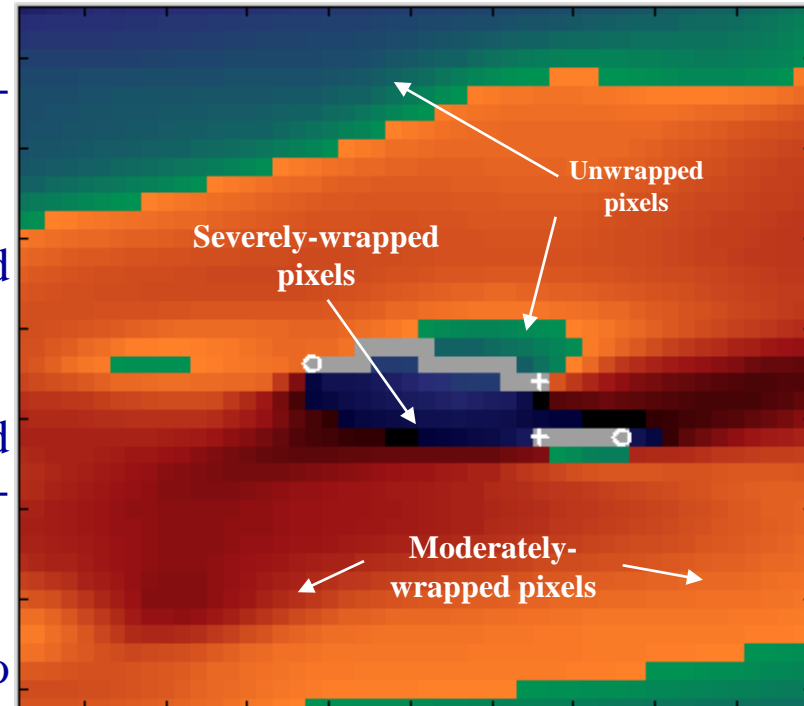 Unwrapped
pixels
Severely-wrapped
pixels
Moderately-
wrapped pixels